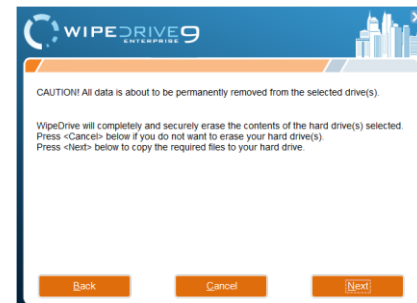 WIPEDRIVE9
ENTERPRISE
CAUTION! All data is about to be permanently removed from the selected drive(s).
WipeDrive will completely and securely erase the contents of the hard drive(s) selected.
Press <Cancel> below if you do not want to erase your hard drive(s).
Press <Next> below to copy the required files to your hard drive.
Back Cancel Next